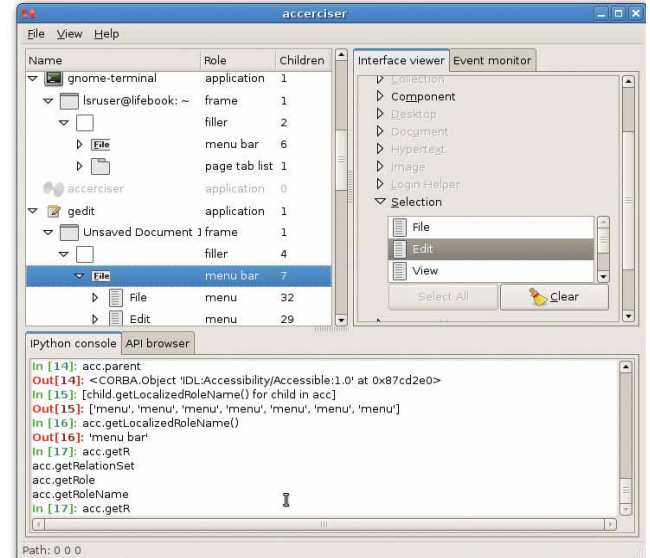 accerciser
File View Help
Name Role Children
gnome-terminal application 1
lsruser@lifebook: ~ frame 1
filler 2
File menu bar 6
page tab list 1
accerciser application 0
gedit application 1
Unsaved Document 1 frame 1
filler 4
File menu bar 7
File menu 32
Edit menu 29
Interface viewer Event monitor
Collection
Component
Desktop
Document
Hypertext
Image
Login Helper
Selection
File
Edit
View
Select All Clear
IPython console API browser
In [14]: acc.parent
Out[14]: <CORBA.Object 'IDL:Accessibility/Accessible:1.0' at 0x87cd2e0>
In [15]: [child.getLocalizedRoleName() for child in acc]
Out[15]: ['menu', 'menu', 'menu', 'menu', 'menu', 'menu', 'menu']
In [16]: acc.getLocalizedRoleName()
Out[16]: 'menu bar'
In [17]: acc.getR
acc.getRelationSet
acc.getRole
acc.getRoleName
In [17]: acc.getR
Path: 0 0 0